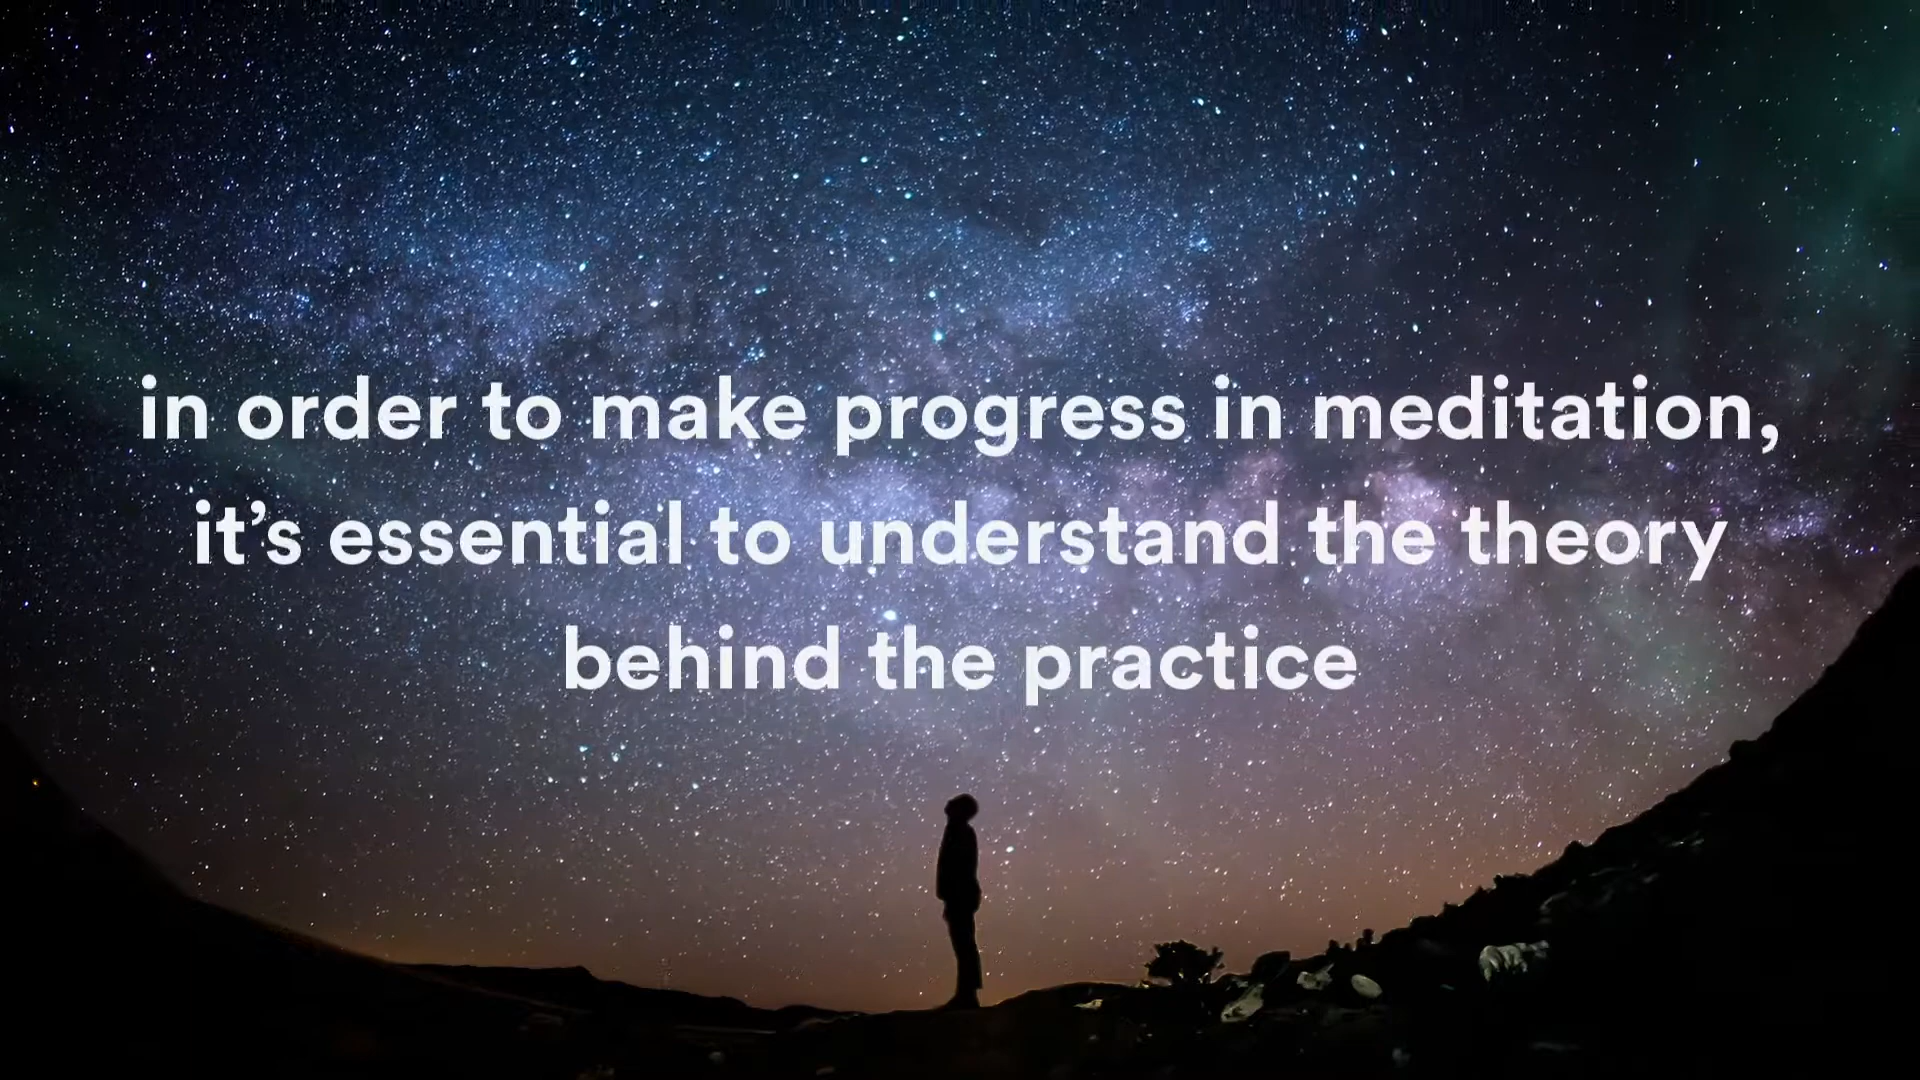 in order to make progress in meditation,
it’s essential to understand the theory
behind the practice